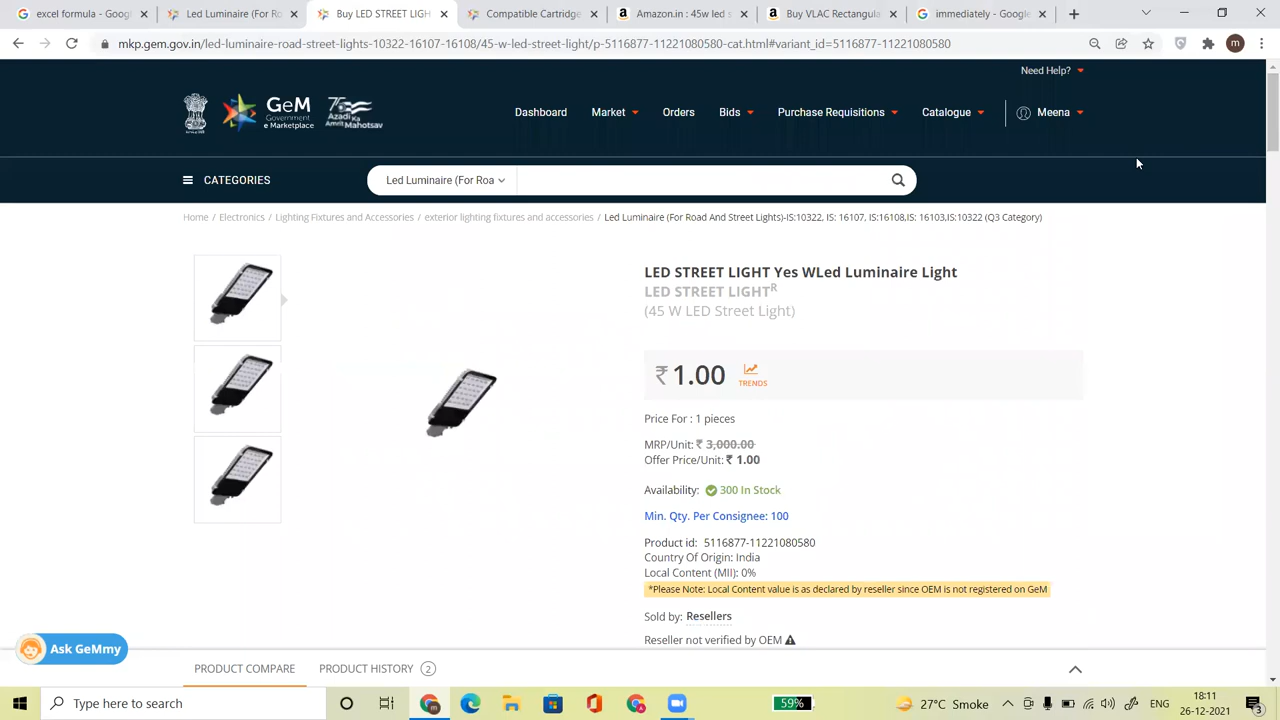 excel formula - Goog
Led Luminaire (For Ro
Buy LED STREET LIGH
Compatible Cartridge
Amazon.in : 45w led s
Buy VLAC Rectangula
immediately - Google
mkp.gem.gov.in/led-luminaire-road-street-lights-10322-16107-16108/45-w-led-street-light/p-5116877-11221080580-cat.html#variant_id=5116877-11221080580
m
Need Help?
GeM
Government
e Marketplace
75
Azadi Ka
Amrit Mahotsav
Dashboard
Market
Orders
Bids
Purchase Requisitions
Catalogue
Meena
CATEGORIES
Led Luminaire (For Roa
Home / Electronics / Lighting Fixtures and Accessories / exterior lighting fixtures and accessories / Led Luminaire (For Road And Street Lights)-IS:10322, IS: 16107, IS:16108,IS: 16103,IS:10322 (Q3 Category)
LED STREET LIGHT Yes WLed Luminaire Light
LED STREET LIGHTR
(45 W LED Street Light)
₹ 1.00
TRENDS
Price For : 1 pieces
MRP/Unit: ₹ 3,000.00
Offer Price/Unit: ₹ 1.00
Availability: 300 In Stock
Min. Qty. Per Consignee: 100
Product id: 5116877-11221080580
Country Of Origin: India
Local Content (MII): 0%
*Please Note: Local Content value is as declared by reseller since OEM is not registered on GeM
Sold by: Resellers
Reseller not verified by OEM
Ask GeMmy
PRODUCT COMPARE
PRODUCT HISTORY 2
Type here to search
59%
27°C Smoke
ENG
18:11
26-12-2021
3